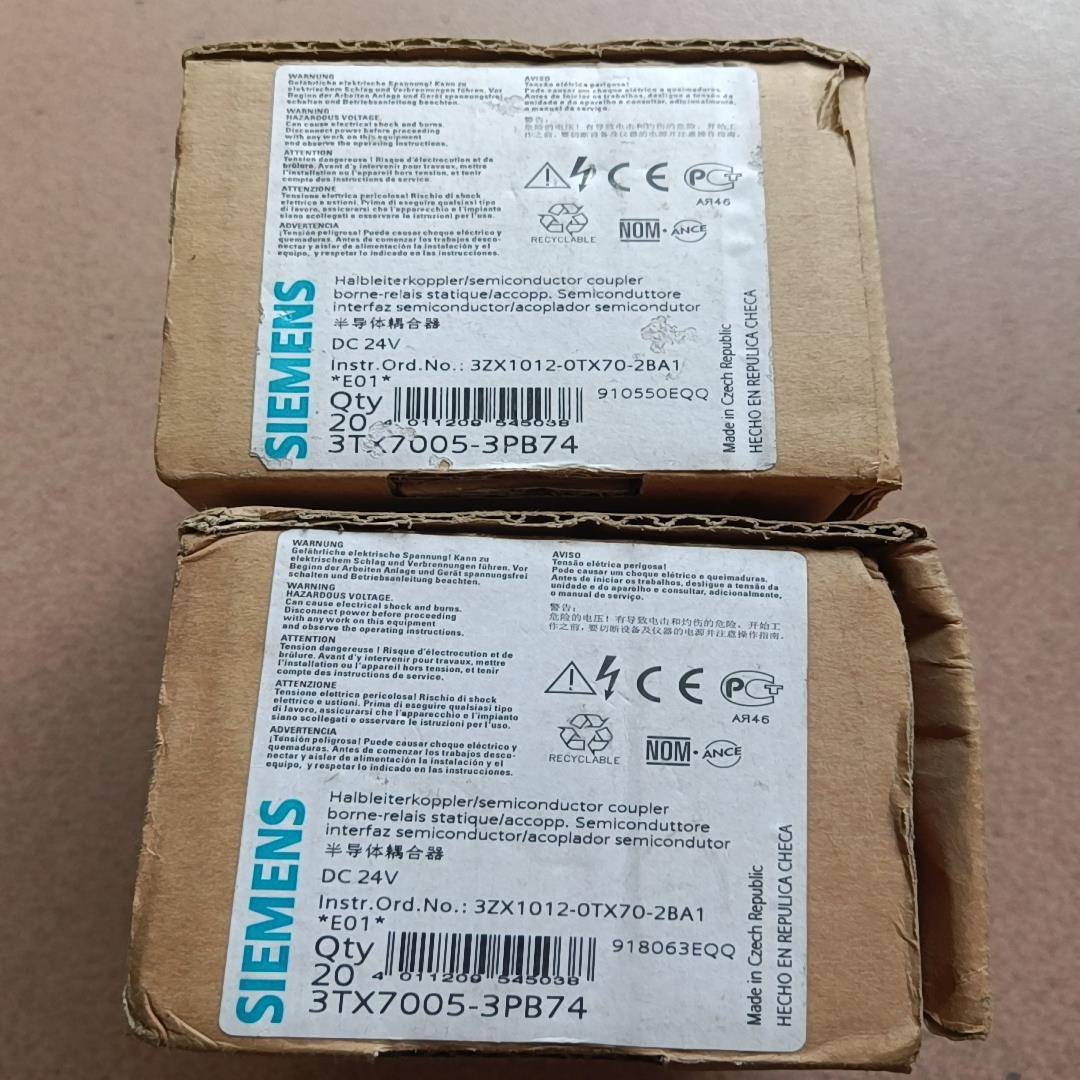 WARNUNG
Gefährliche elektrische Spannung! Kann zu
elektrischem Schlag und Verbrennungen führen. Vor
Beginn der Arbeiten Anlage und Gerät spannungsfrei
schalten und Betriebsanleitung beachten.
WARNING
HAZARDOUS VOLTAGE.
Can cause electrical shock and burns.
Disconnect power before proceeding
with any work on this equipment
and observe the operating instructions.
ATTENTION
Tension dangereuse ! Risque d'électrocution et de
brûlure. Avant d'y intervenir pour travaux, mettre
l'installation ou l'appareil hors tension, et tenir
compte des instructions de service.
ATTENZIONE
Tensione elettrica pericolosa! Rischio di shock
elettrico e ustioni. Prima di eseguire qualsiasi tipo
di lavoro, assicurarsi che l'apparecchio e l'impianto
siano scollegati e osservare le istruzioni per l'uso.
ADVERTENCIA
¡Tensión peligrosa! Puede causar choque eléctrico y
quemaduras. Antes de comenzar los trabajos desco-
nectar y aislar de alimentación la instalación y el
equipo, y respetar lo indicado en las instrucciones.
AVISO
Tensão elétrica perigosa!
Pode causar um choque elétrico e queimaduras.
Antes de iniciar os trabalhos, desligue a tensão da
unidade e do aparelho e consultar, adicionalmente,
o manual de serviço.
警告:
危险的电压! 有导致电击和灼伤的危险。开始工
作之前,要切断设备及仪器的电源并注意操作指南。
CE PCT
АЯ46
RECYCLABLE
NOM·ANCE
SIEMENS
Halbleiterkoppler/semiconductor coupler
borne-relais statique/accopp. Semiconduttore
interfaz semiconductor/acoplador semicondutor
半导体耦合器
DC 24V
Instr.Ord.No.: 3ZX1012-0TX70-2BA1
*E01*
Qty
20
4 011209 545038
910550EQQ
3TX7005-3PB74
Made in Czech Republic
HECHO EN REPULICA CHECA
WARNUNG
Gefährliche elektrische Spannung! Kann zu
elektrischem Schlag und Verbrennungen führen. Vor
Beginn der Arbeiten Anlage und Gerät spannungsfrei
schalten und Betriebsanleitung beachten.
WARNING
HAZARDOUS VOLTAGE.
Can cause electrical shock and burns.
Disconnect power before proceeding
with any work on this equipment
and observe the operating instructions.
ATTENTION
Tension dangereuse ! Risque d'électrocution et de
brûlure. Avant d'y intervenir pour travaux, mettre
l'installation ou l'appareil hors tension, et tenir
compte des instructions de service.
ATTENZIONE
Tensione elettrica pericolosa! Rischio di shock
elettrico e ustioni. Prima di eseguire qualsiasi tipo
di lavoro, assicurarsi che l'apparecchio e l'impianto
siano scollegati e osservare le istruzioni per l'uso.
ADVERTENCIA
¡Tensión peligrosa! Puede causar choque eléctrico y
quemaduras. Antes de comenzar los trabajos desco-
nectar y aislar de alimentación la instalación y el
equipo, y respetar lo indicado en las instrucciones.
AVISO
Tensão elétrica perigosa!
Pode causar um choque elétrico e queimaduras.
Antes de iniciar os trabalhos, desligue a tensão da
unidade e do aparelho e consultar, adicionalmente,
o manual de serviço.
警告:
危险的电压! 有导致电击和灼伤的危险。开始工
作之前,要切断设备及仪器的电源并注意操作指南。
CE PCT
АЯ46
RECYCLABLE
NOM·ANCE
SIEMENS
Halbleiterkoppler/semiconductor coupler
borne-relais statique/accopp. Semiconduttore
interfaz semiconductor/acoplador semicondutor
半导体耦合器
DC 24V
Instr.Ord.No.: 3ZX1012-0TX70-2BA1
*E01*
Qty
20
4 011209 545038
918063EQQ
3TX7005-3PB74
Made in Czech Republic
HECHO EN REPULICA CHECA